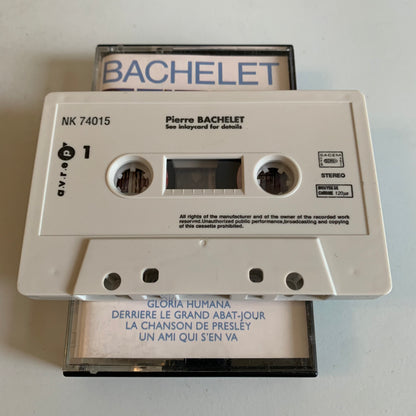 BACHELET
NK 74015
Pierre BACHELET
See inlaycard for details
a.v.r.e.p
1
SACEM
STEREO
120µs
All rights of the manufacturer and of the owner of the recorded work
reserved.Unauthorized public performance,broadcasting and copying
of this cassette prohibited.
GLORIA HUMANA
DERRIERE LE GRAND ABAT-JOUR
LA CHANSON DE PRESLEY
UN AMI QUI S'EN VA